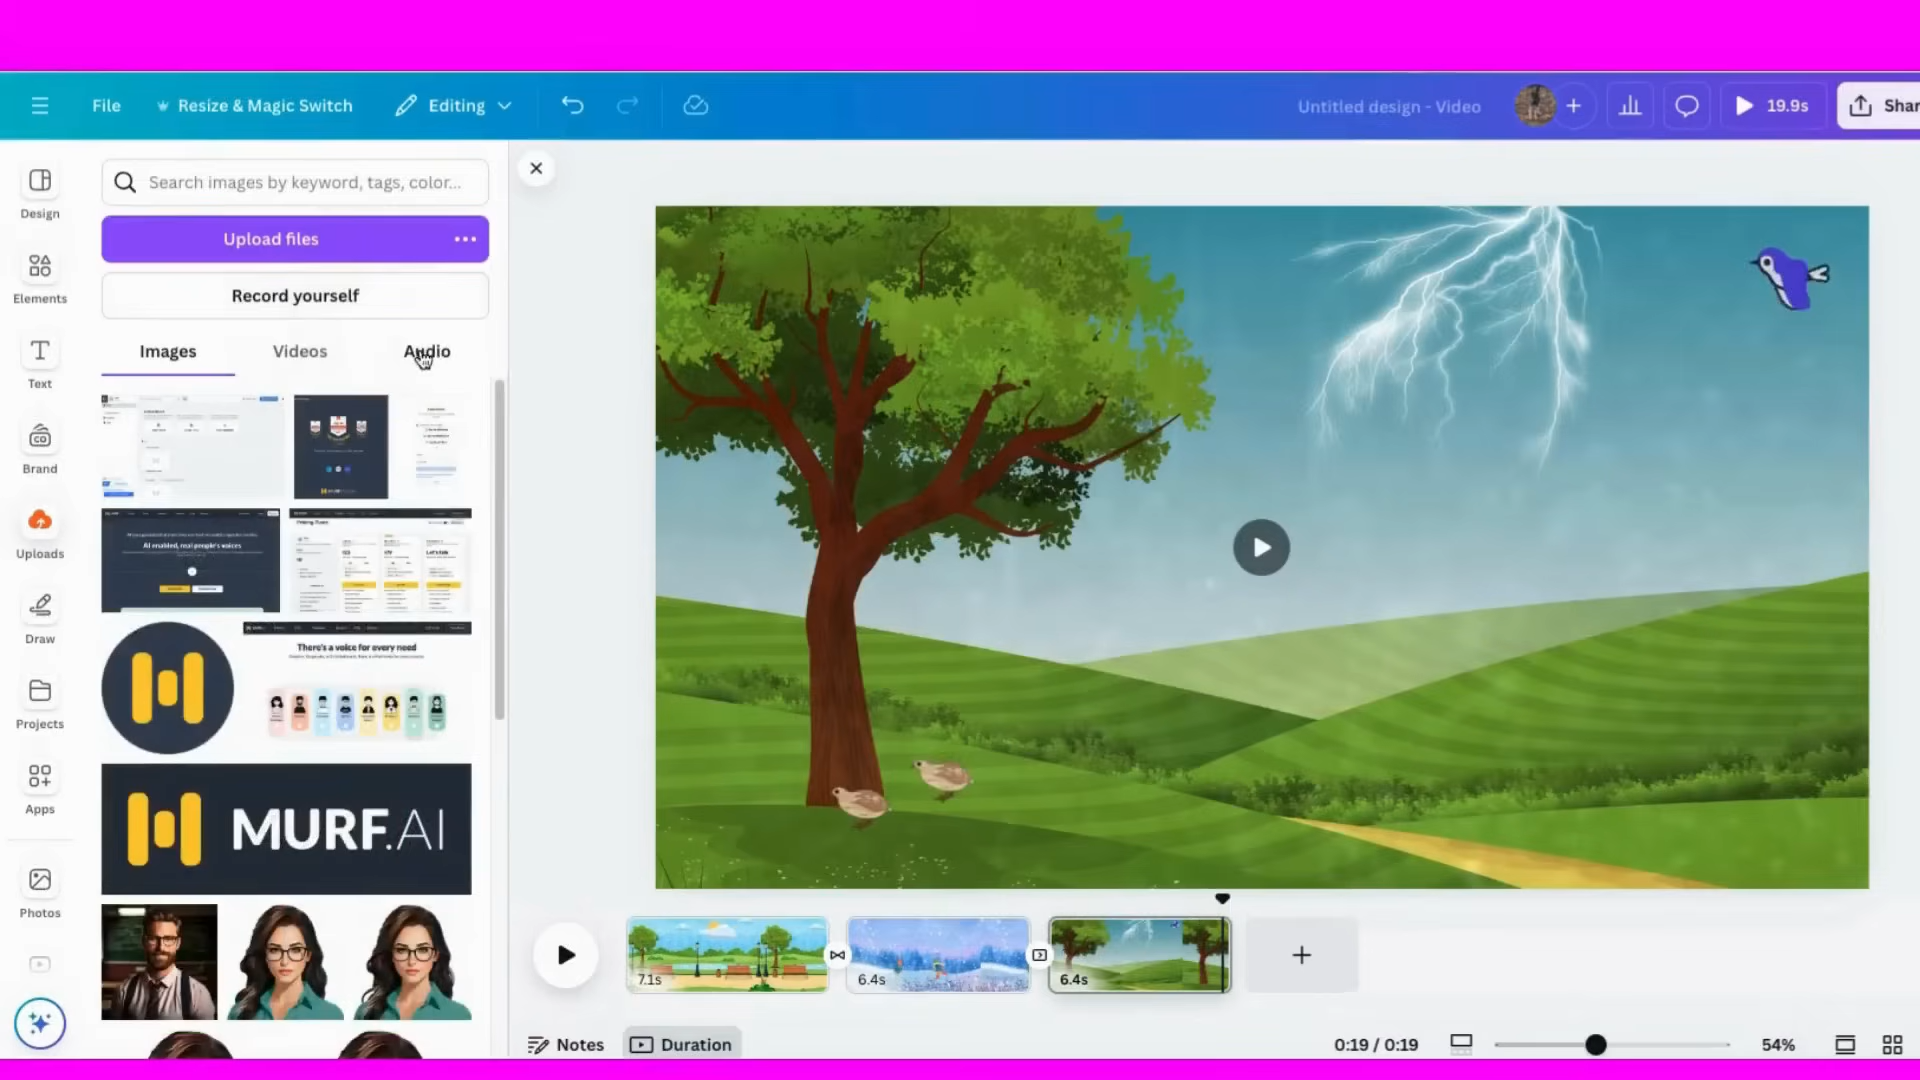 File
Resize & Magic Switch
Editing
Untitled design - Video
19.9s
Shar
Design
Elements
Text
Brand
Uploads
Draw
Projects
Apps
Photos
Search images by keyword, tags, color...
Upload files
Record yourself
Images
Videos
Audio
AI enabled, real people's voices
There's a voice for every need
MURF.AI
7.1s
6.4s
6.4s
Notes
Duration
0:19 / 0:19
54%